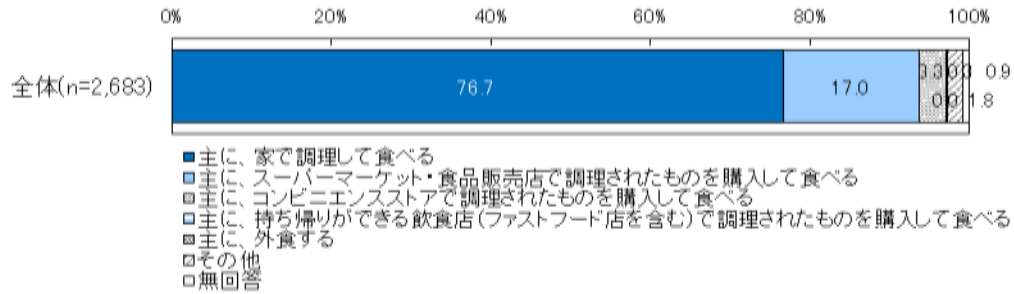 0% 20% 40% 60% 80% 100%
全体(n=2,683) 76.7 17.0 3.3 0.3 0.9
0.0 1.8
主に、家で調理して食べる
主に、スーパーマーケット・食品販売店で調理されたものを購入して食べる
主に、コンビニエンスストアで調理されたものを購入して食べる
主に、持ち帰りができる飲食店(ファストフード店を含む)で調理されたものを購入して食べる
主に、外食する
その他
無回答